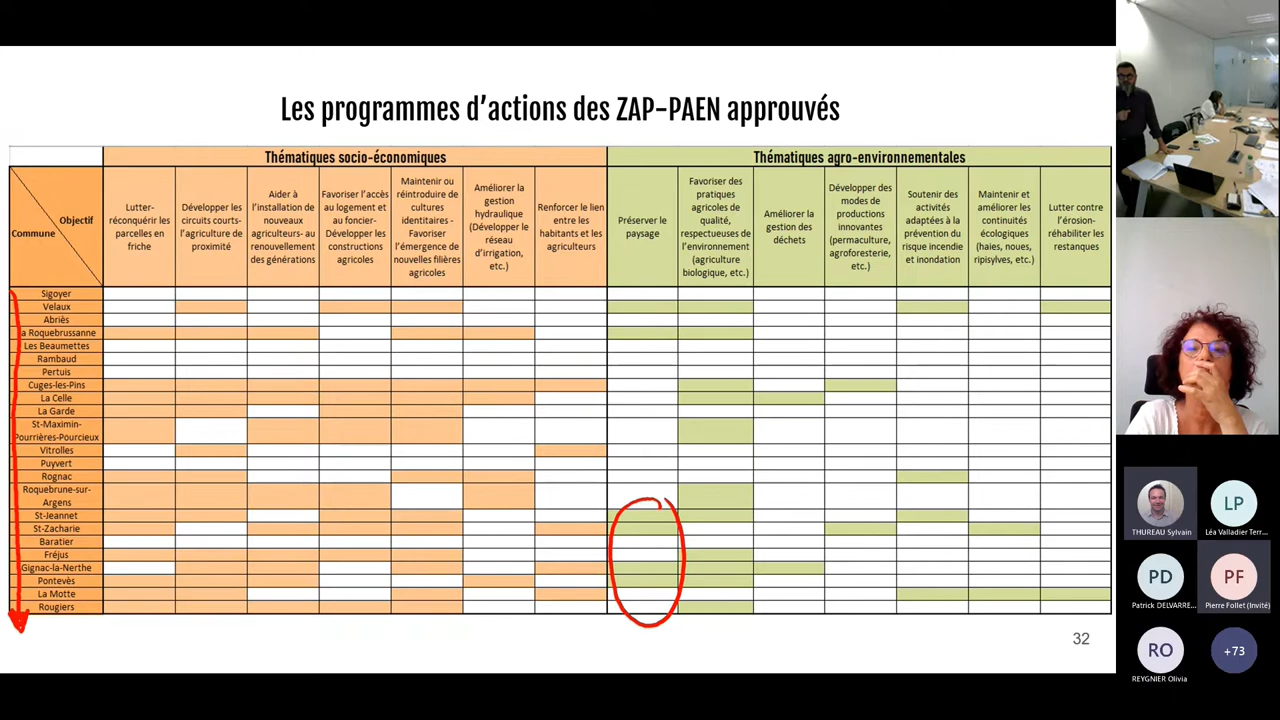 Les programmes d'actions des ZAP-PAEN approuvés
Thématiques socio-économiques
Thématiques agro-environnementales
Objectif
Commune
Lutter-
réconquérir les
parcelles en
friche
Développer les
circuits courts-
l'agriculture de
proximité
Aider à
l'installation de
nouveaux
agriculteurs- au
renouvellement
des générations
Favoriser l'accès
au logement et
au foncier-
Développer les
constructions
agricoles
Maintenir ou
réintroduire de
cultures
identitaires -
Favoriser
l'émergence de
nouvelles filières
agricoles
Améliorer la
gestion
hydraulique
(Développer le
réseau
d'irrigation,
etc.)
Renforcer le lien
entre les
habitants et les
agriculteurs
Préserver le
paysage
Favoriser des
pratiques
agricoles de
qualité,
respectueuses de
l'environnement
(agriculture
biologique, etc.)
Améliorer la
gestion des
déchets
Développer des
modes de
productions
innovantes
(permaculture,
agroforesterie,
etc.)
Soutenir des
activités
adaptées à la
prévention du
risque incendie
et inondation
Maintenir et
améliorer les
continuités
écologiques
(haies, noues,
ripisylves, etc.)
Lutter contre
l'érosion-
réhabiliter les
restanques
Sigoyer
Velaux
Abriès
La Roquebrussanne
Les Beaumettes
Rambaud
Pertuis
Cuges-les-Pins
La Celle
La Garde
St-Maximin-
Pourrières-Pourcieux
Vitrolles
Puyvert
Rognac
Roquebrune-sur-
Argens
St-Jeannet
St-Zacharie
Baratier
Fréjus
Gignac-la-Nerthe
Pontevès
La Motte
Rougiers
32
THUREAU Sylvain
LP
Léa Valladier Terr...
PD
Patrick DELVARRE...
PF
Pierre Follet (Invité)
RO
REYGNIER Olivia
+73